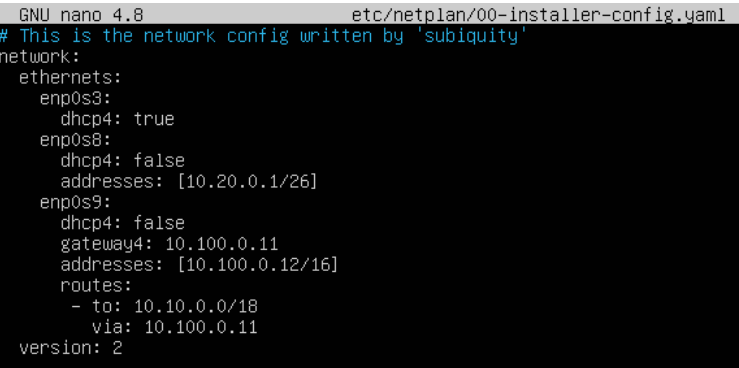 GNU nano 4.8 etc/netplan/00-installer-config.yaml
# This is the network config written by 'subiquity'
network:
  ethernets:
    enp0s3:
      dhcp4: true
    enp0s8:
      dhcp4: false
      addresses: [10.20.0.1/26]
    enp0s9:
      dhcp4: false
      gateway4: 10.100.0.11
      addresses: [10.100.0.12/16]
      routes:
       - to: 10.10.0.0/18
         via: 10.100.0.11
  version: 2